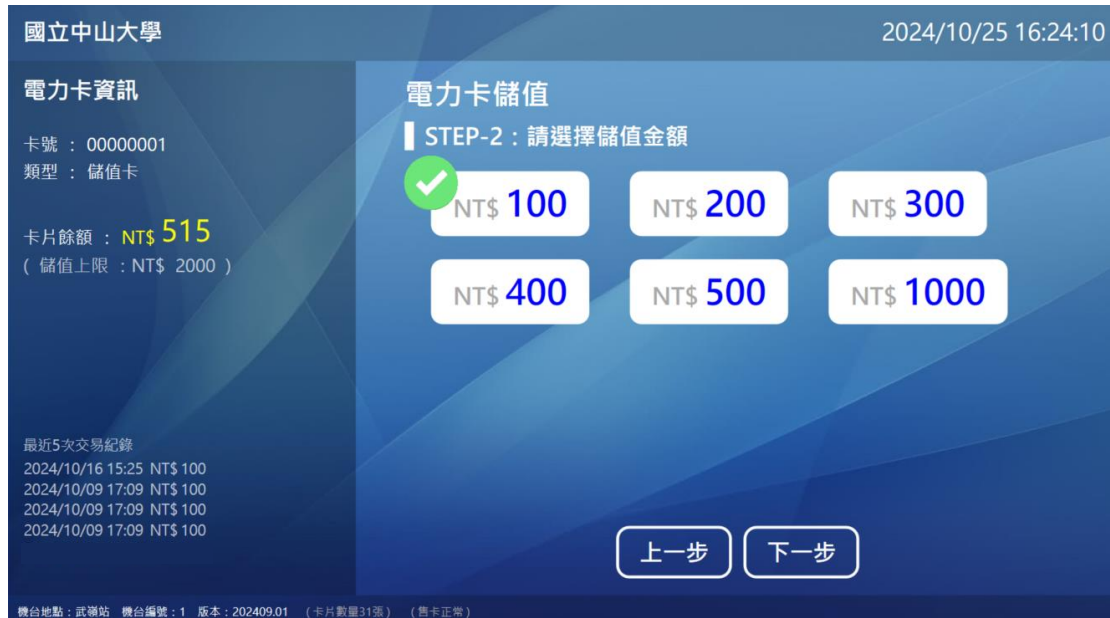 國立中山大學
2024/10/25 16:24:10
電力卡資訊
卡號 : 00000001
類型 : 儲值卡
卡片餘額 : NT$ 515
( 儲值上限 : NT$ 2000 )
最近5次交易紀錄
2024/10/16 15:25 NT$ 100
2024/10/09 17:09 NT$ 100
2024/10/09 17:09 NT$ 100
2024/10/09 17:09 NT$ 100
電力卡儲值
STEP-2：請選擇儲值金額
NT$ 100 NT$ 200 NT$ 300
NT$ 400 NT$ 500 NT$ 1000
上一步 下一步
機台地點：武嶺站 機台編號：1 版本：202409.01 （卡片數量31張） （售卡正常）